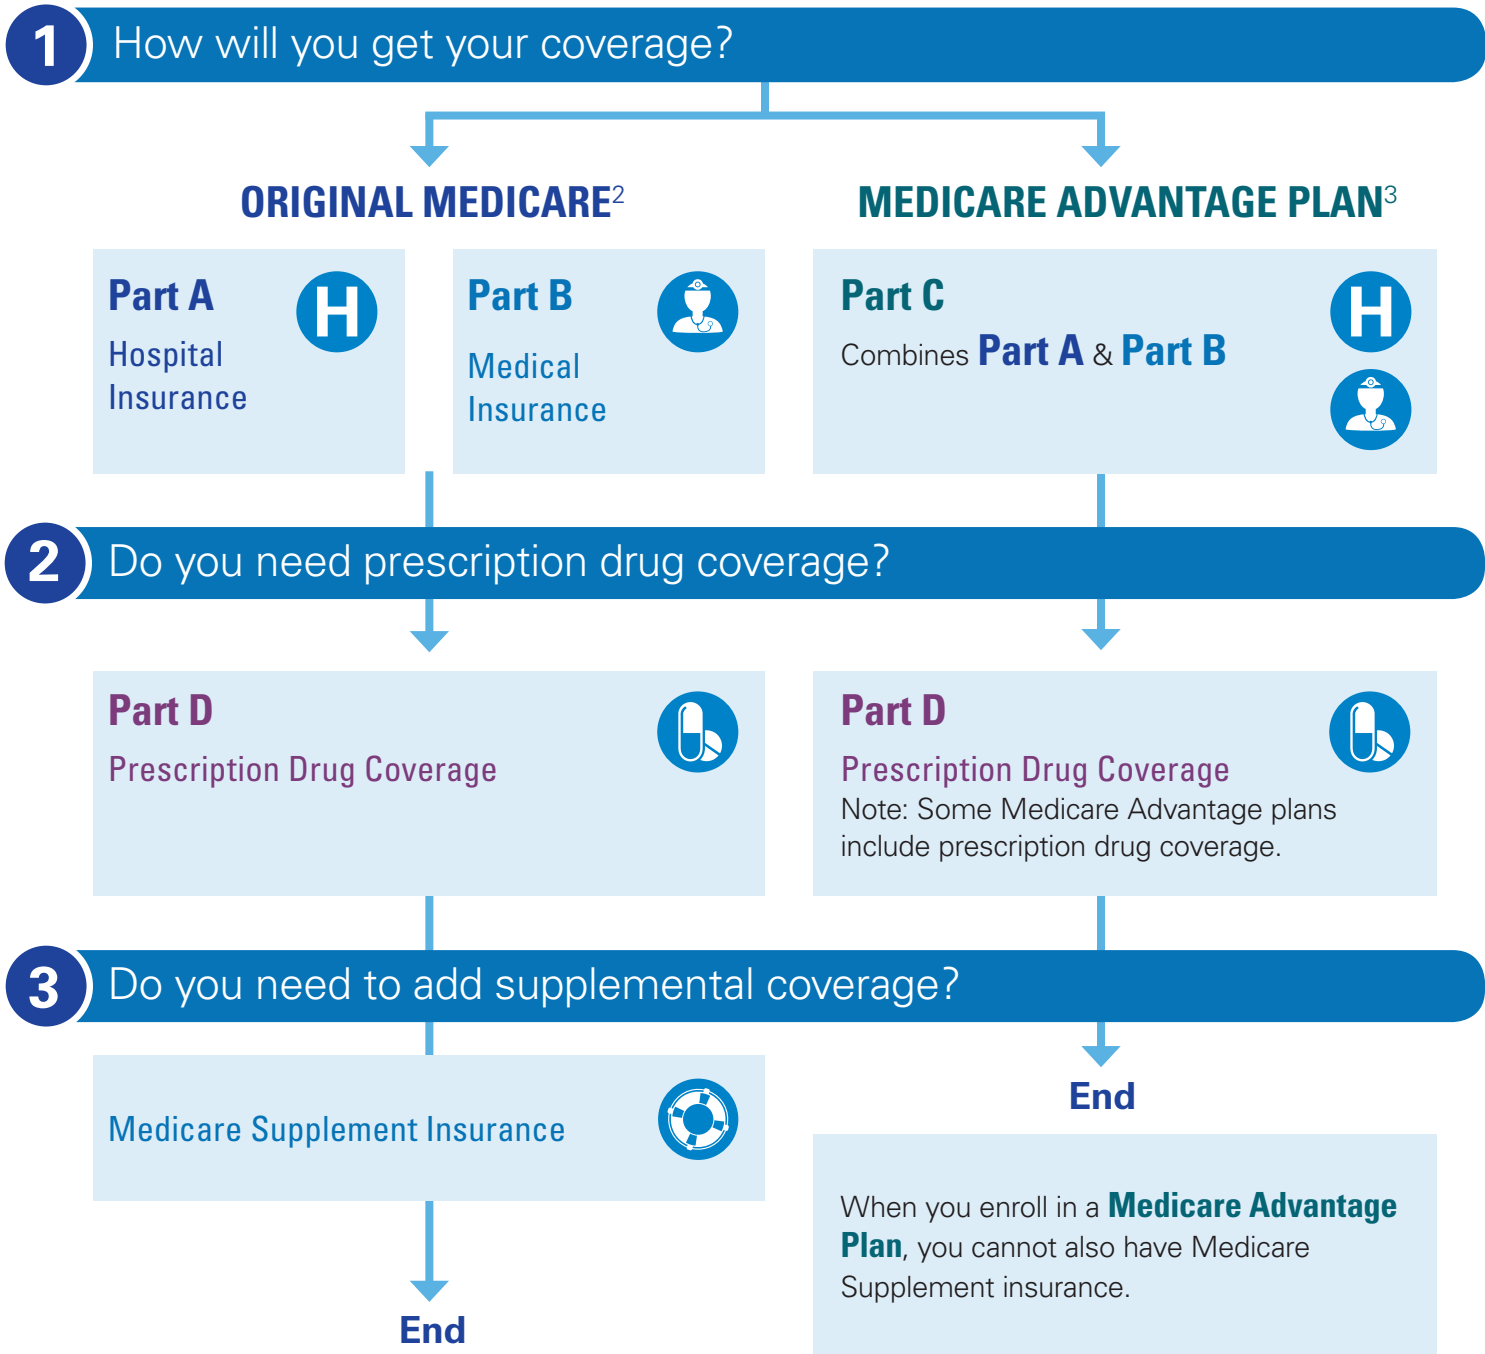 1
How will you get your coverage?
ORIGINAL MEDICARE2
MEDICARE ADVANTAGE PLAN3
Part A
Hospital
Insurance
H
Part B
Medical
Insurance
Part C
Combines Part A & Part B
H
2
Do you need prescription drug coverage?
Part D
Prescription Drug Coverage
Part D
Prescription Drug Coverage
Note: Some Medicare Advantage plans
include prescription drug coverage.
3
Do you need to add supplemental coverage?
Medicare Supplement Insurance
End
End
When you enroll in a Medicare Advantage
Plan, you cannot also have Medicare
Supplement insurance.